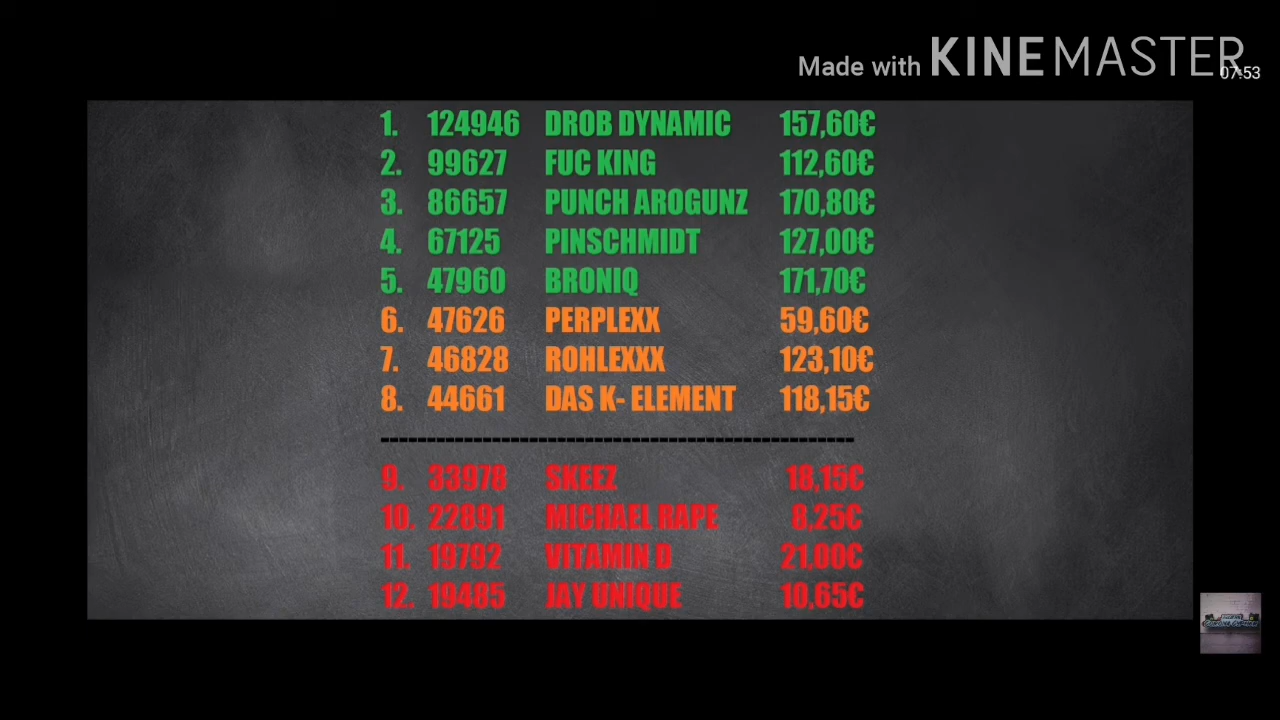 Made with KINEMASTER
07:53
1. 124946 DROB DYNAMIC 157,60€
2. 99627 FUC KING 112,60€
3. 86657 PUNCH AROGUNZ 170,80€
4. 67125 PINSCHMIDT 127,00€
5. 47960 BRONIQ 171,70€
6. 47626 PERPLEXX 59,60€
7. 46828 ROHLEXXX 123,10€
8. 44661 DAS K- ELEMENT 118,15€
---------------------------------------------------
9. 33978 SKEEZ 18,15€
10. 22891 MICHAEL RAPE 8,25€
11. 19792 VITAMIN D 21,00€
12. 19485 JAY UNIQUE 10,65€